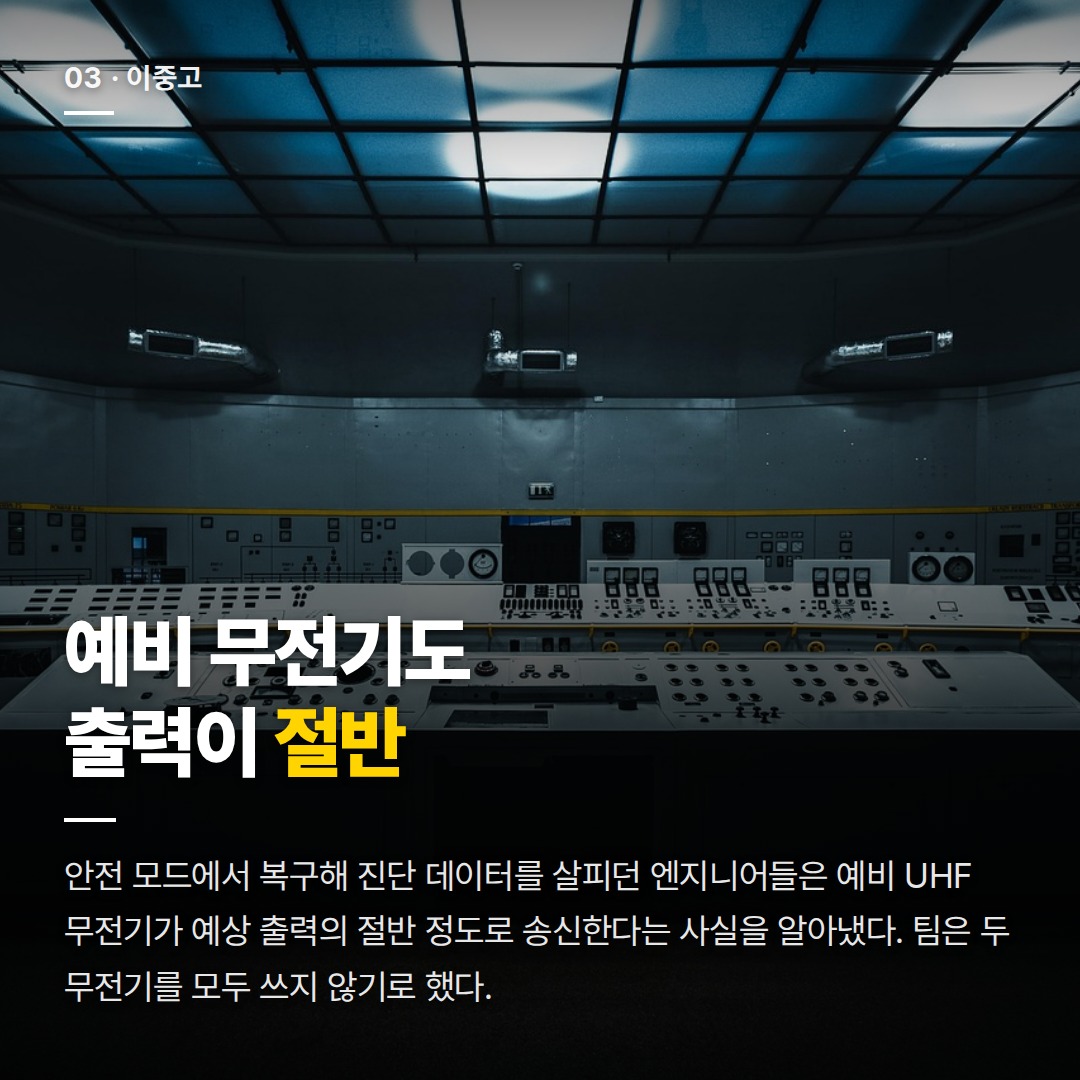 03 · 이중고
예비 무전기도
출력이 절반
안전 모드에서 복구해 진단 데이터를 살피던 엔지니어들은 예비 UHF
무전기가 예상 출력의 절반 정도로 송신한다는 사실을 알아냈다. 팀은 두
무전기를 모두 쓰지 않기로 했다.